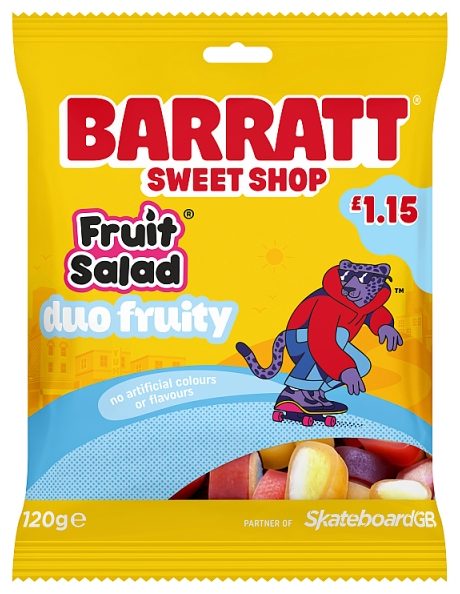 BARRATT®
SWEET SHOP
£1.15
Fruit®
Salad
duo fruity
™
no artificial colours
or flavours
120g℮
PARTNER OF SkateboardGB